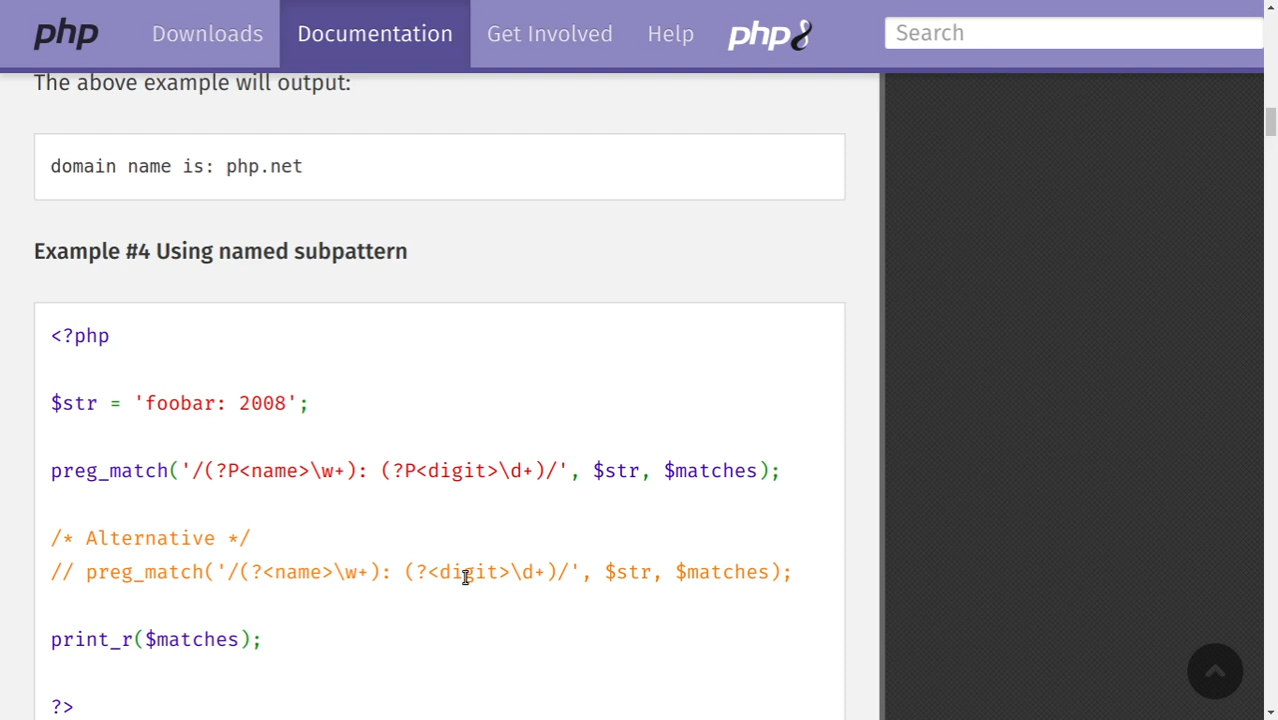 php Downloads Documentation Get Involved Help php8 Search
The above example will output:
domain name is: php.net
Example #4 Using named subpattern
<?php
$str = 'foobar: 2008';
preg_match('/(?P<name>\w+): (?P<digit>\d+)/', $str, $matches);
/* Alternative */
// preg_match('/(?<name>\w+): (?<digit>\d+)/', $str, $matches);
print_r($matches);
?>